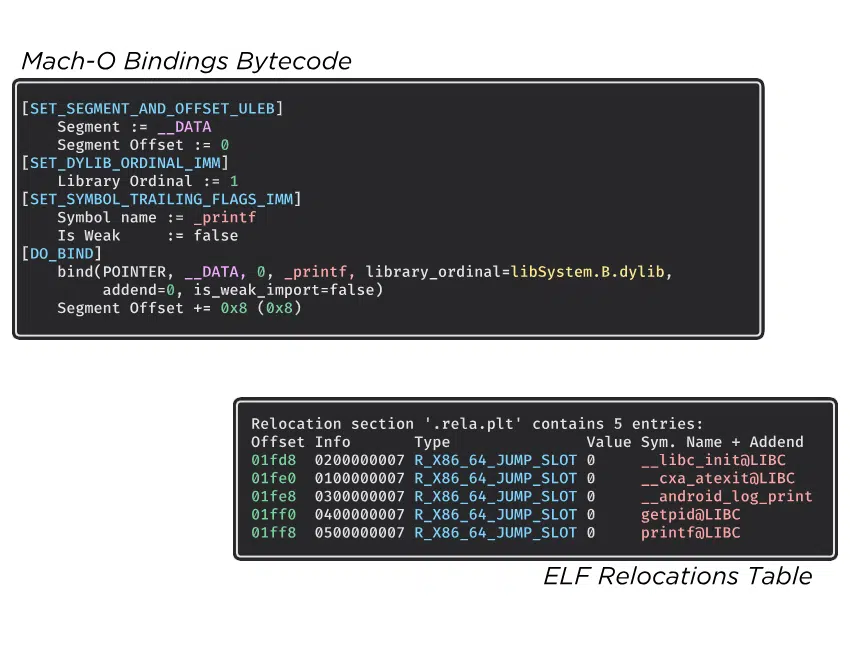 Mach-O Bindings Bytecode
[SET_SEGMENT_AND_OFFSET_ULEB]
Segment := __DATA
Segment Offset := 0
[SET_DYLIB_ORDINAL_IMM]
Library Ordinal := 1
[SET_SYMBOL_TRAILING_FLAGS_IMM]
Symbol name := _printf
Is Weak     := false
[DO_BIND]
bind(POINTER, __DATA, 0, _printf, library_ordinal=libSystem.B.dylib,
addend=0, is_weak_import=false)
Segment Offset += 0x8 (0x8)
Relocation section '.rela.plt' contains 5 entries:
Offset Info       Type               Value Sym. Name + Addend
01fd8  0200000007 R_X86_64_JUMP_SLOT 0     __libc_init@LIBC
01fe0  0100000007 R_X86_64_JUMP_SLOT 0     __cxa_atexit@LIBC
01fe8  0300000007 R_X86_64_JUMP_SLOT 0     __android_log_print
01ff0  0400000007 R_X86_64_JUMP_SLOT 0     getpid@LIBC
01ff8  0500000007 R_X86_64_JUMP_SLOT 0     printf@LIBC
ELF Relocations Table